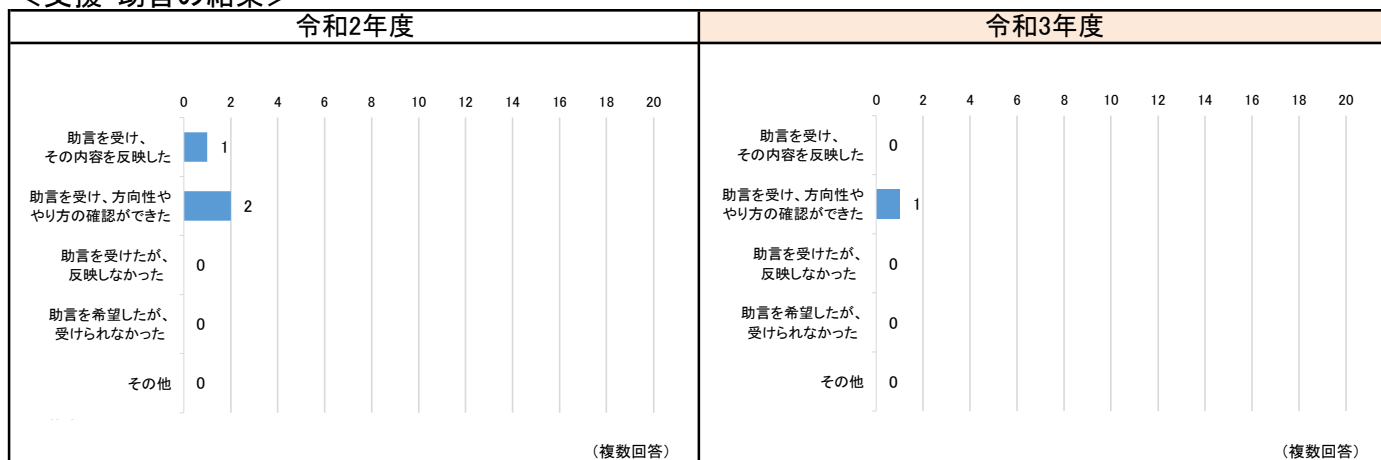 ＜支援・助言の結果＞
令和2年度
0 2 4 6 8 10 12 14 16 18 20
助言を受け、
その内容を反映した
1
助言を受け、方向性や
やり方の確認ができた
2
助言を受けたが、
反映しなかった
0
助言を希望したが、
受けられなかった
0
その他
0
（複数回答）
令和3年度
0 2 4 6 8 10 12 14 16 18 20
助言を受け、
その内容を反映した
0
助言を受け、方向性や
やり方の確認ができた
1
助言を受けたが、
反映しなかった
0
助言を希望したが、
受けられなかった
0
その他
0
（複数回答）